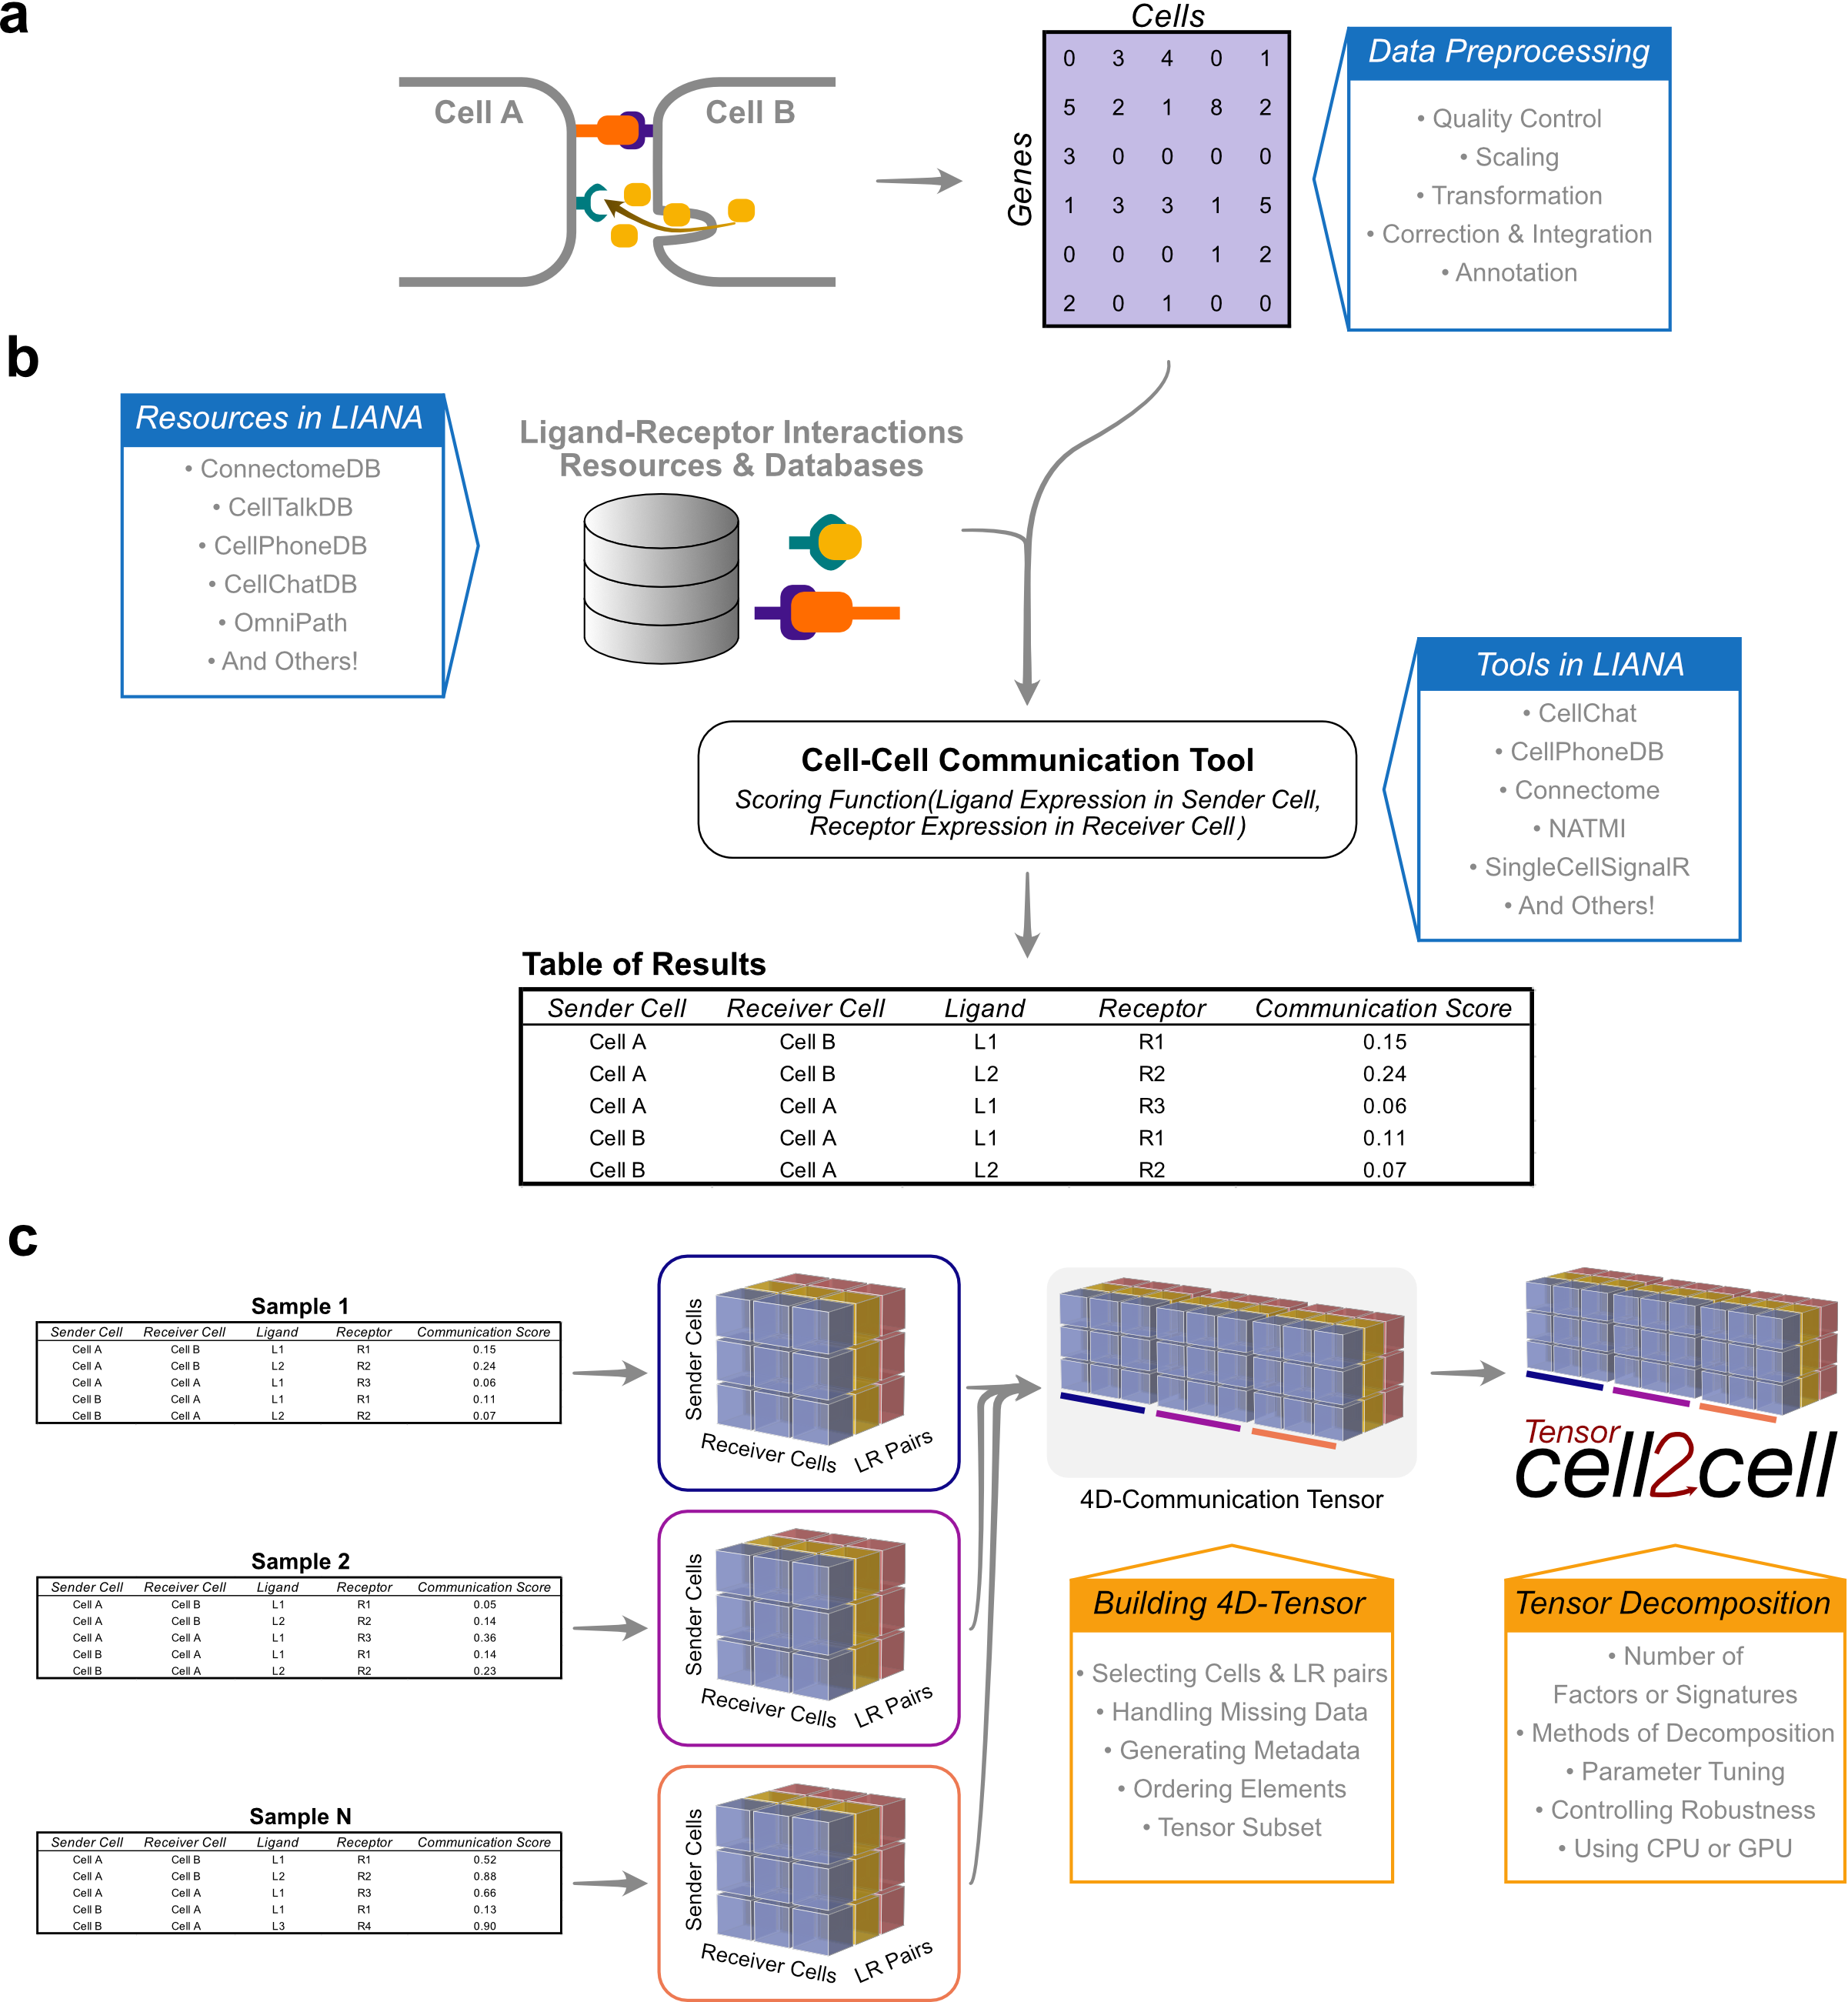 a
Cell A
Cell B
Cells
Genes
0 3 4 0 1
5 2 1 8 2
3 0 0 0 0
1 3 3 1 5
0 0 0 1 2
2 0 1 0 0
Data Preprocessing
• Quality Control
• Scaling
• Transformation
• Correction & Integration
• Annotation
b
Resources in LIANA
• ConnectomeDB
• CellTalkDB
• CellPhoneDB
• CellChatDB
• OmniPath
• And Others!
Ligand-Receptor Interactions
Resources & Databases
Cell-Cell Communication Tool
Scoring Function(Ligand Expression in Sender Cell,
Receptor Expression in Receiver Cell)
Tools in LIANA
• CellChat
• CellPhoneDB
• Connectome
• NATMI
• SingleCellSignalR
• And Others!
Table of Results
Sender Cell Receiver Cell Ligand Receptor Communication Score
Cell A Cell B L1 R1 0.15
Cell A Cell B L2 R2 0.24
Cell A Cell A L1 R3 0.06
Cell B Cell A L1 R1 0.11
Cell B Cell A L2 R2 0.07
c
Sample 1
Sender Cell Receiver Cell Ligand Receptor Communication Score
Cell A Cell B L1 R1 0.15
Cell A Cell B L2 R2 0.24
Cell A Cell A L1 R3 0.06
Cell B Cell A L1 R1 0.11
Cell B Cell A L2 R2 0.07
Sender Cells
Receiver Cells
LR Pairs
Sample 2
Sender Cell Receiver Cell Ligand Receptor Communication Score
Cell A Cell B L1 R1 0.05
Cell A Cell B L2 R2 0.14
Cell A Cell A L1 R3 0.36
Cell B Cell A L1 R1 0.14
Cell B Cell A L2 R2 0.23
Sender Cells
Receiver Cells
LR Pairs
Sample N
Sender Cell Receiver Cell Ligand Receptor Communication Score
Cell A Cell B L1 R1 0.52
Cell A Cell B L2 R2 0.88
Cell A Cell A L1 R3 0.66
Cell B Cell A L1 R1 0.13
Cell B Cell A L3 R4 0.90
Sender Cells
Receiver Cells
LR Pairs
4D-Communication Tensor
Tensor
cell2cell
Building 4D-Tensor
• Selecting Cells & LR pairs
• Handling Missing Data
• Generating Metadata
• Ordering Elements
• Tensor Subset
Tensor Decomposition
• Number of
Factors or Signatures
• Methods of Decomposition
• Parameter Tuning
• Controlling Robustness
• Using CPU or GPU